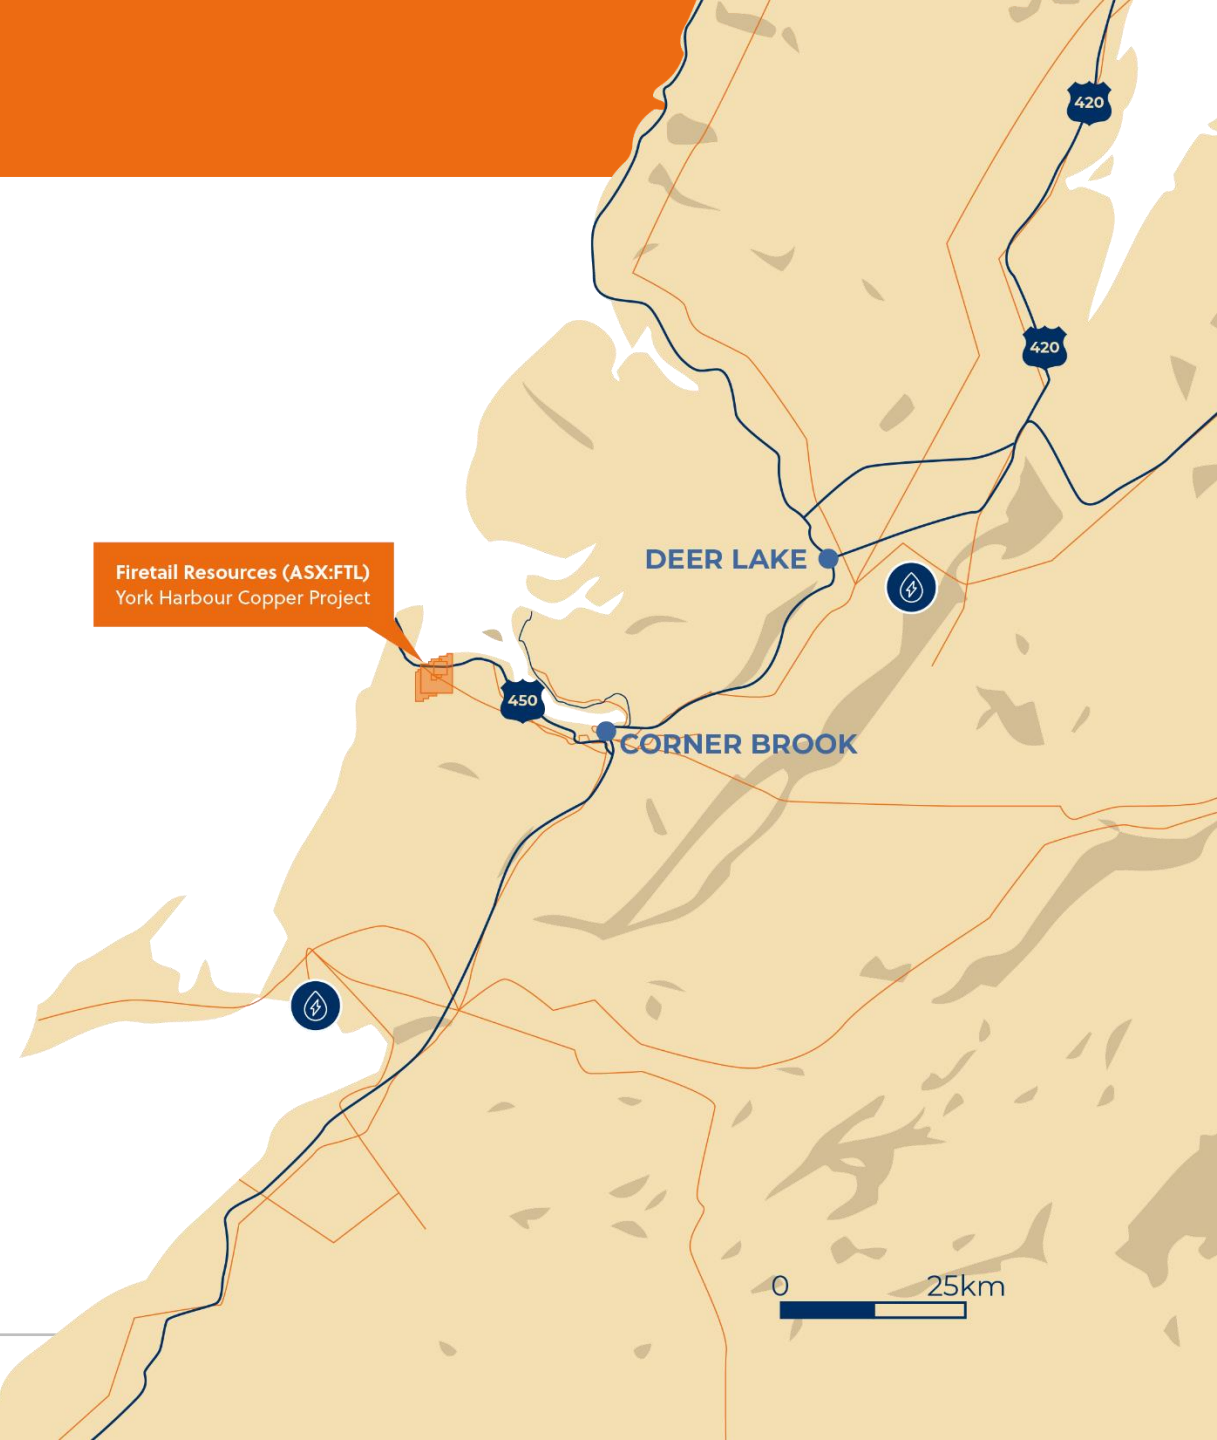 420
420
DEER LAKE
Firetail Resources (ASX:FTL)
York Harbour Copper Project
450
CORNER BROOK
0 25km